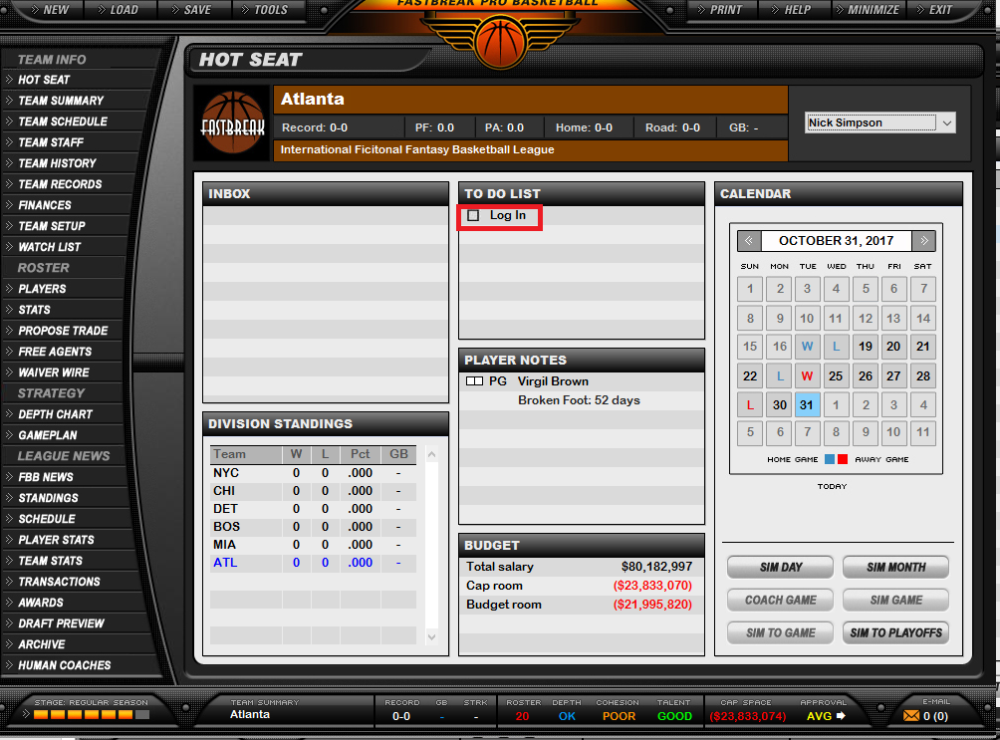 FASTBREAK PRO BASKETBALL
NEW LOAD SAVE TOOLS PRINT HELP MINIMIZE EXIT
TEAM INFO
HOT SEAT
TEAM SUMMARY
TEAM SCHEDULE
TEAM STAFF
TEAM HISTORY
TEAM RECORDS
FINANCES
TEAM SETUP
WATCH LIST
ROSTER
PLAYERS
STATS
PROPOSE TRADE
FREE AGENTS
WAIVER WIRE
STRATEGY
DEPTH CHART
GAMEPLAN
LEAGUE NEWS
FBB NEWS
STANDINGS
SCHEDULE
PLAYER STATS
TEAM STATS
TRANSACTIONS
AWARDS
DRAFT PREVIEW
ARCHIVE
HUMAN COACHES
HOT SEAT
FASTBREAK
Atlanta
Record: 0-0 PF: 0.0 PA: 0.0 Home: 0-0 Road: 0-0 GB: -
International Ficitonal Fantasy Basketball League
Nick Simpson
INBOX
DIVISION STANDINGS
Team W L Pct GB
NYC 0 0 .000 -
CHI 0 0 .000 -
DET 0 0 .000 -
BOS 0 0 .000 -
MIA 0 0 .000 -
ATL 0 0 .000 -
TO DO LIST
Log In
PLAYER NOTES
PG Virgil Brown
Broken Foot: 52 days
BUDGET
Total salary $80,182,997
Cap room ($23,833,070)
Budget room ($21,995,820)
CALENDAR
« OCTOBER 31, 2017 »
SUN MON TUE WED THU FRI SAT
1 2 3 4 5 6 7
8 9 10 11 12 13 14
15 16 W L 19 20 21
22 L W 25 26 27 28
L 30 31 1 2 3 4
5 6 7 8 9 10 11
HOME GAME AWAY GAME
TODAY
SIM DAY SIM MONTH
COACH GAME SIM GAME
SIM TO GAME SIM TO PLAYOFFS
STAGE: REGULAR SEASON
TEAM SUMMARY
Atlanta
RECORD GB STRK
0-0 - -
ROSTER DEPTH COHESION TALENT
20 OK POOR GOOD
CAP SPACE APPROVAL
($23,833,074) AVG
E-MAIL
0 (0)